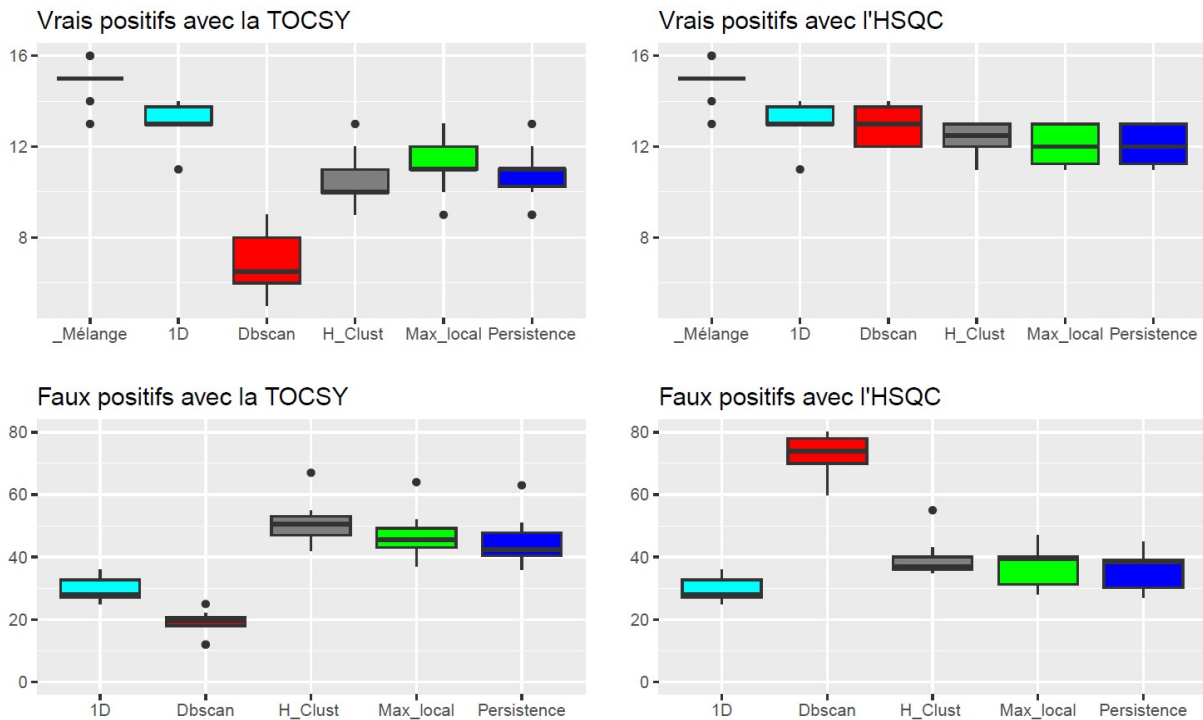 Vrais positifs avec la TOCSY
16
12
8
_Mélange 1D Dbscan H_Clust Max_local Persistence
Vrais positifs avec l'HSQC
16
12
8
_Mélange 1D Dbscan H_Clust Max_local Persistence
Faux positifs avec la TOCSY
80
60
40
20
0
1D Dbscan H_Clust Max_local Persistence
Faux positifs avec l'HSQC
80
60
40
20
0
1D Dbscan H_Clust Max_local Persistence